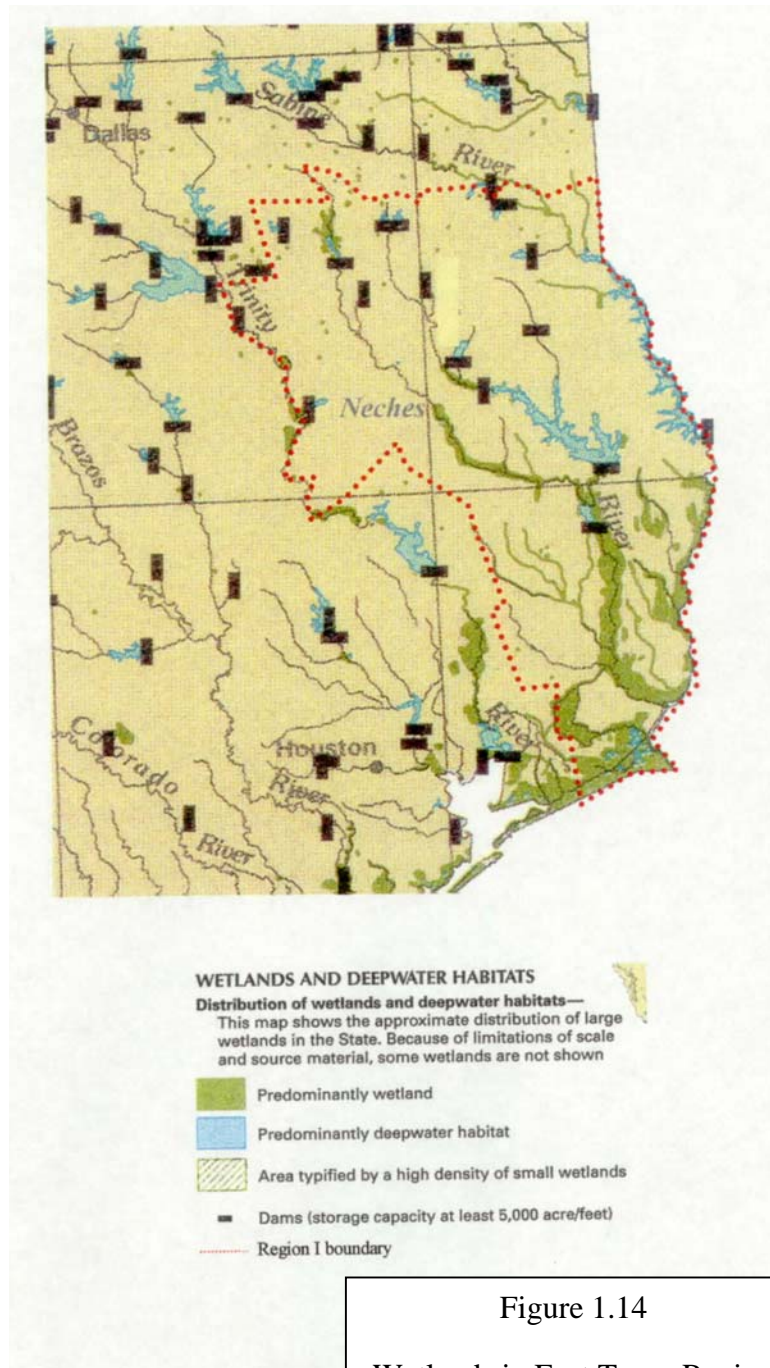 Dallas
Sabine
River
Trinity
Neches
Brazos
River
River
Colorado
Houston
River
River
WETLANDS AND DEEPWATER HABITATS
Distribution of wetlands and deepwater habitats—
This map shows the approximate distribution of large
wetlands in the State. Because of limitations of scale
and source material, some wetlands are not shown
Predominantly wetland
Predominantly deepwater habitat
Area typified by a high density of small wetlands
Dams (storage capacity at least 5,000 acre/feet)
Region I boundary
Figure 1.14